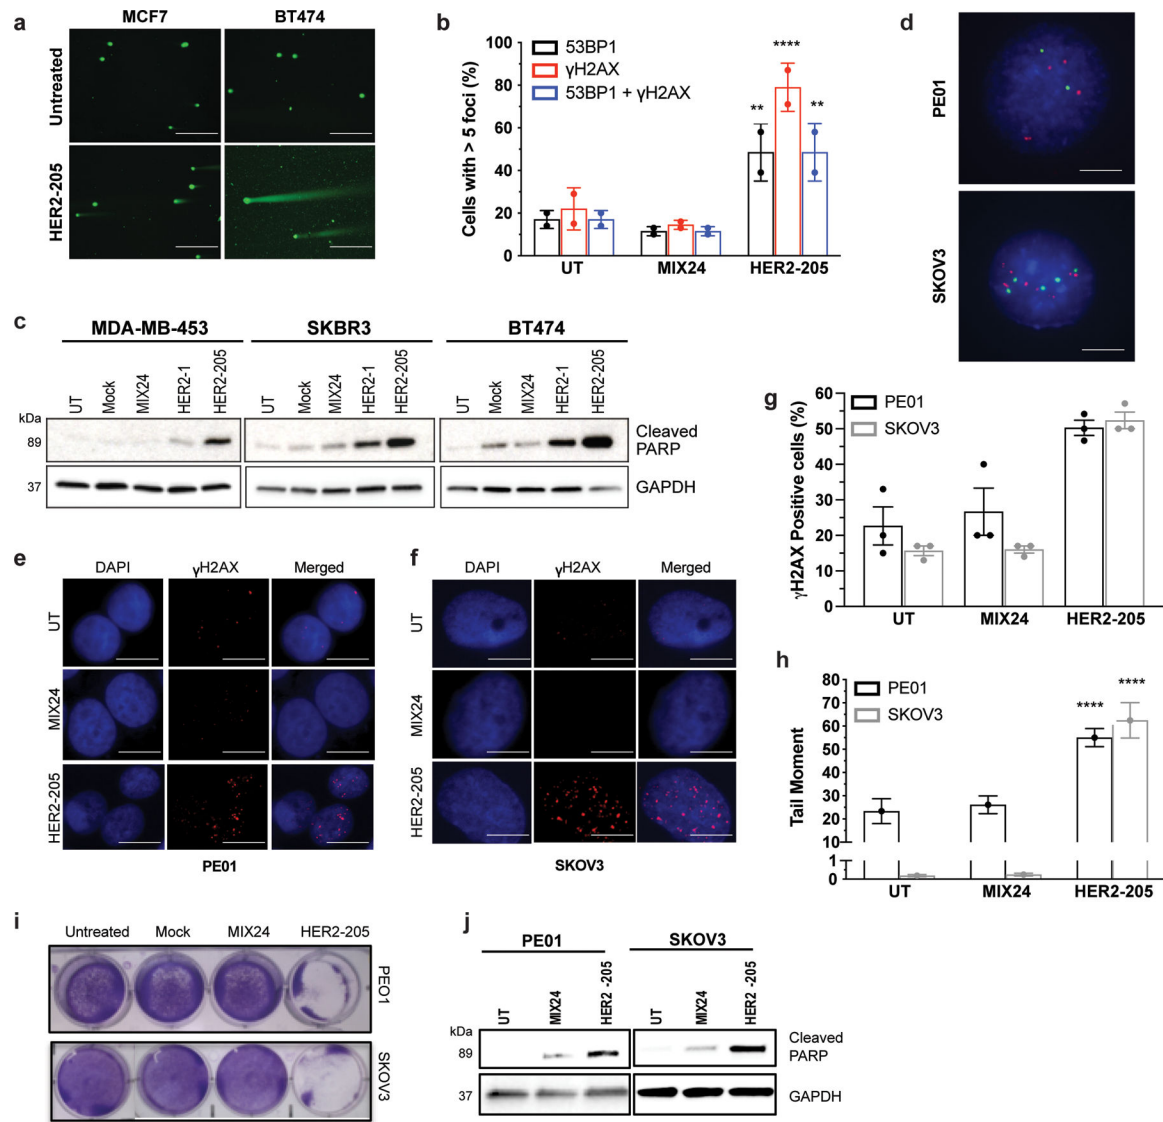 a
MCF7
BT474
Untreated
HER2-205
b
Cells with > 5 foci (%)
100
80
60
40
20
0
53BP1
γH2AX
53BP1 + γH2AX
**
****
**
UT
MIX24
HER2-205
d
PE01
SKOV3
c
MDA-MB-453
SKBR3
BT474
UT
Mock
MIX24
HER2-1
HER2-205
UT
Mock
MIX24
HER2-1
HER2-205
UT
Mock
MIX24
HER2-1
HER2-205
kDa
89
37
Cleaved
PARP
GAPDH
e
DAPI
γH2AX
Merged
UT
MIX24
HER2-205
PE01
f
DAPI
γH2AX
Merged
UT
MIX24
HER2-205
SKOV3
g
γH2AX Positive cells (%)
60
50
40
30
20
10
0
PE01
SKOV3
UT
MIX24
HER2-205
h
Tail Moment
80
70
60
50
40
30
20
10
1
0
PE01
SKOV3
****
****
UT
MIX24
HER2-205
i
Untreated
Mock
MIX24
HER2-205
PEO1
SKOV3
j
PE01
SKOV3
UT
MIX24
HER2 -205
UT
MIX24
HER2 -205
kDa
89
37
Cleaved
PARP
GAPDH